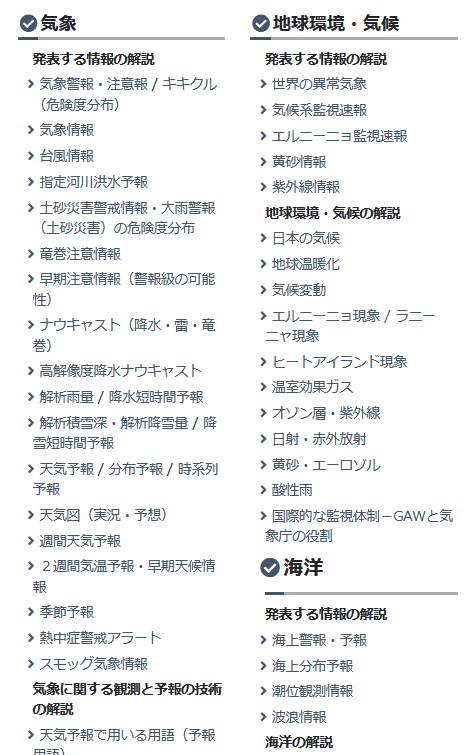 気象
発表する情報の解説
気象警報・注意報 / キキクル
（危険度分布）
気象情報
台風情報
指定河川洪水予報
土砂災害警戒情報・大雨警報
（土砂災害）の危険度分布
竜巻注意情報
早期注意情報（警報級の可能
性）
ナウキャスト（降水・雷・竜
巻）
高解像度降水ナウキャスト
解析雨量 / 降水短時間予報
解析積雪深・解析降雪量 / 降
雪短時間予報
天気予報 / 分布予報 / 時系列
予報
天気図（実況・予想）
週間天気予報
２週間気温予報・早期天候情
報
季節予報
熱中症警戒アラート
スモッグ気象情報
気象に関する観測と予報の技術
の解説
天気予報で用いる用語（予報
用語）
地球環境・気候
発表する情報の解説
世界の異常気象
気候系監視速報
エルニーニョ監視速報
黄砂情報
紫外線情報
地球環境・気候の解説
日本の気候
地球温暖化
気候変動
エルニーニョ現象 / ラニー
ニャ現象
ヒートアイランド現象
温室効果ガス
オゾン層・紫外線
日射・赤外放射
黄砂・エーロゾル
酸性雨
国際的な監視体制－GAWと気
象庁の役割
海洋
発表する情報の解説
海上警報・予報
海上分布予報
潮位観測情報
波浪情報
海洋の解説